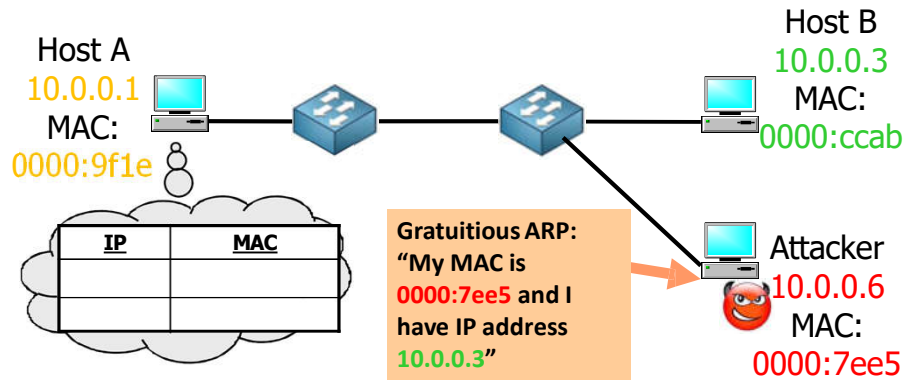 Host A
10.0.0.1
MAC:
0000:9f1e
IP MAC
Gratuitious ARP:
“My MAC is
0000:7ee5 and I
have IP address
10.0.0.3”
Host B
10.0.0.3
MAC:
0000:ccab
Attacker
10.0.0.6
MAC:
0000:7ee5